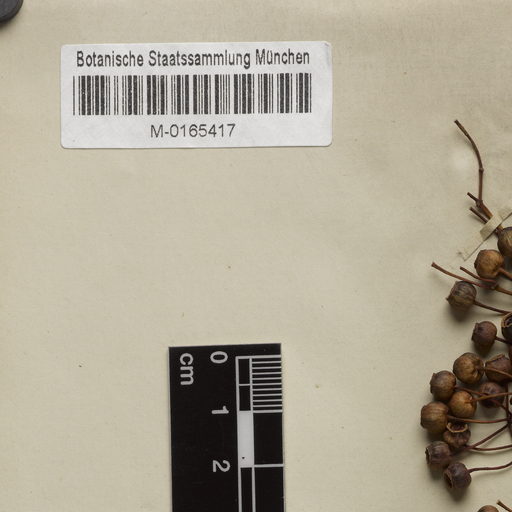 Botanische Staatssammlung München
M-0165417
cm
0
1
2